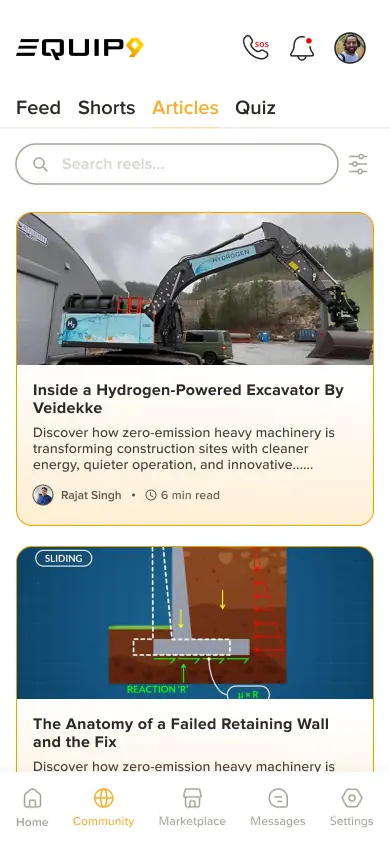 EQUIP9
SOS
Feed Shorts Articles Quiz
Search reels...
HYDROGEN
H2
Inside a Hydrogen-Powered Excavator By
Veidekke
Discover how zero-emission heavy machinery is
transforming construction sites with cleaner
energy, quieter operation, and innovative......
Rajat Singh • 6 min read
SLIDING
REACTION 'R'
μ × R
The Anatomy of a Failed Retaining Wall
and the Fix
Discover how zero-emission heavy machinery is
Home Community Marketplace Messages Settings